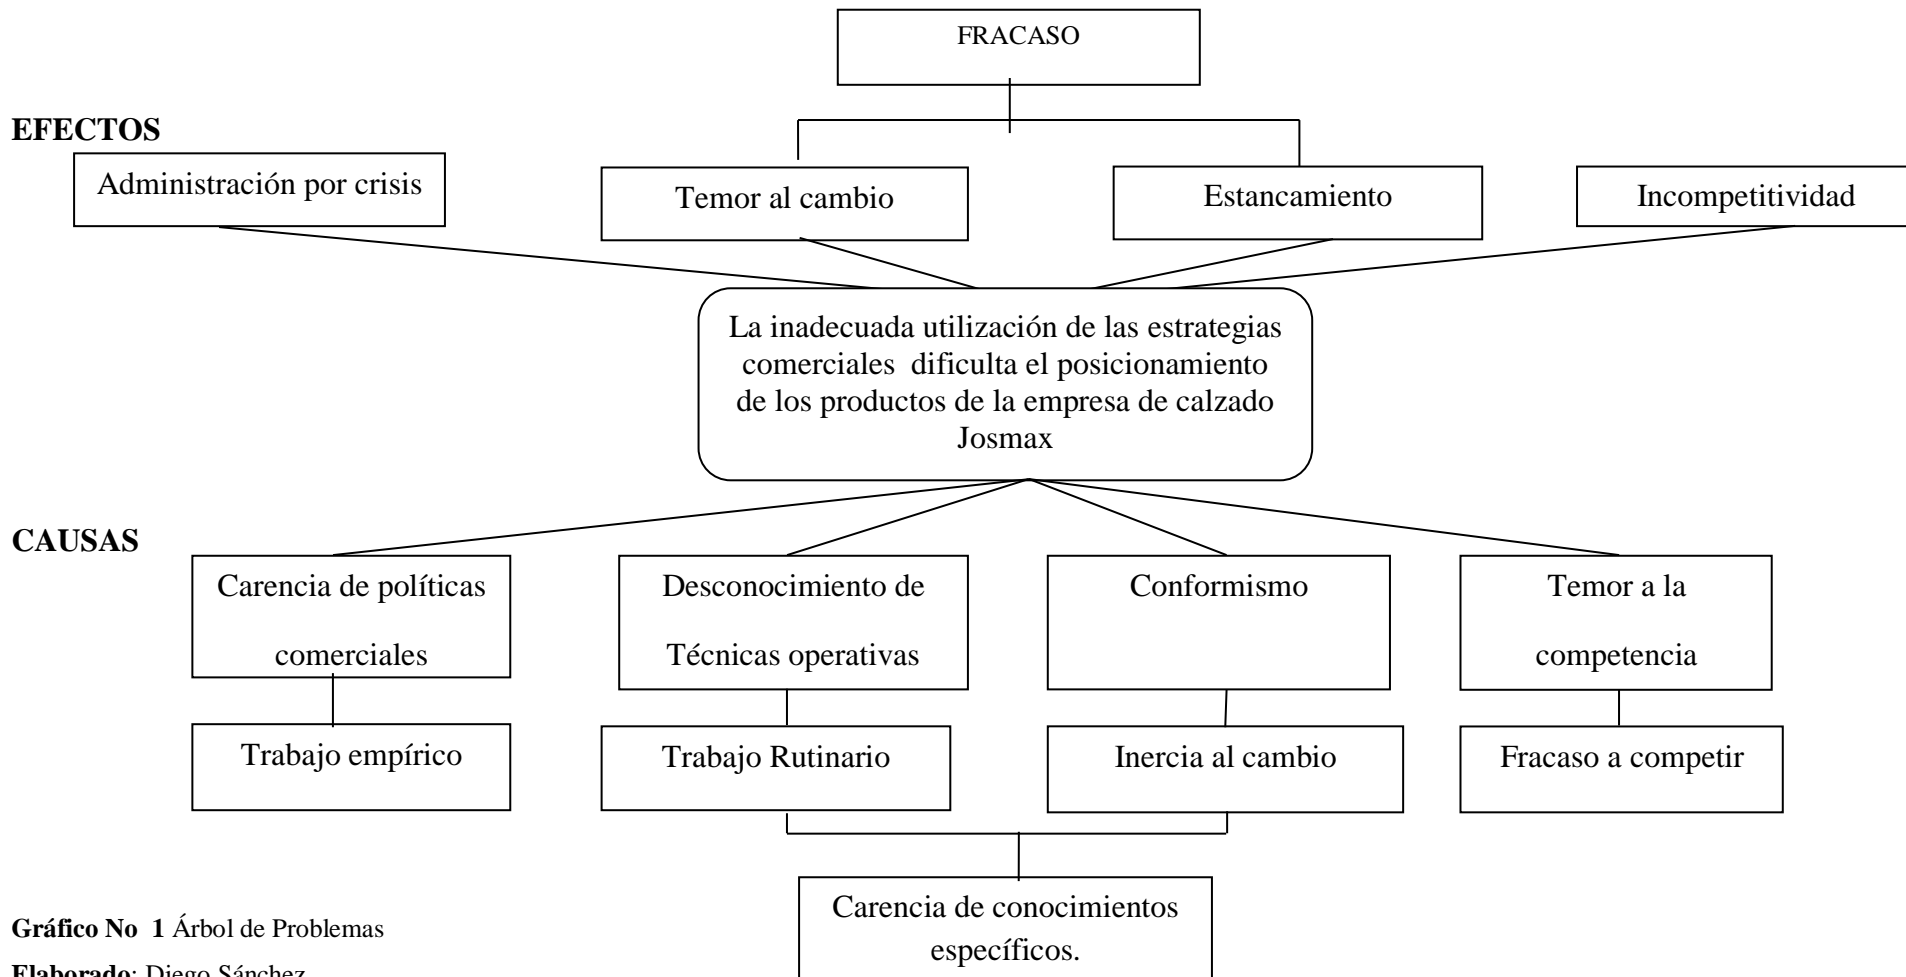 FRACASO
EFECTOS
Administración por crisis
Temor al cambio
Estancamiento
Incompetitividad
La inadecuada utilización de las estrategias
comerciales dificulta el posicionamiento
de los productos de la empresa de calzado
Josmax
CAUSAS
Carencia de políticas
comerciales
Desconocimiento de
Técnicas operativas
Conformismo
Temor a la
competencia
Trabajo empírico
Trabajo Rutinario
Inercia al cambio
Fracaso a competir
Carencia de conocimientos
específicos.
Gráfico No 1 Árbol de Problemas
Elaborado: Diego Sánchez